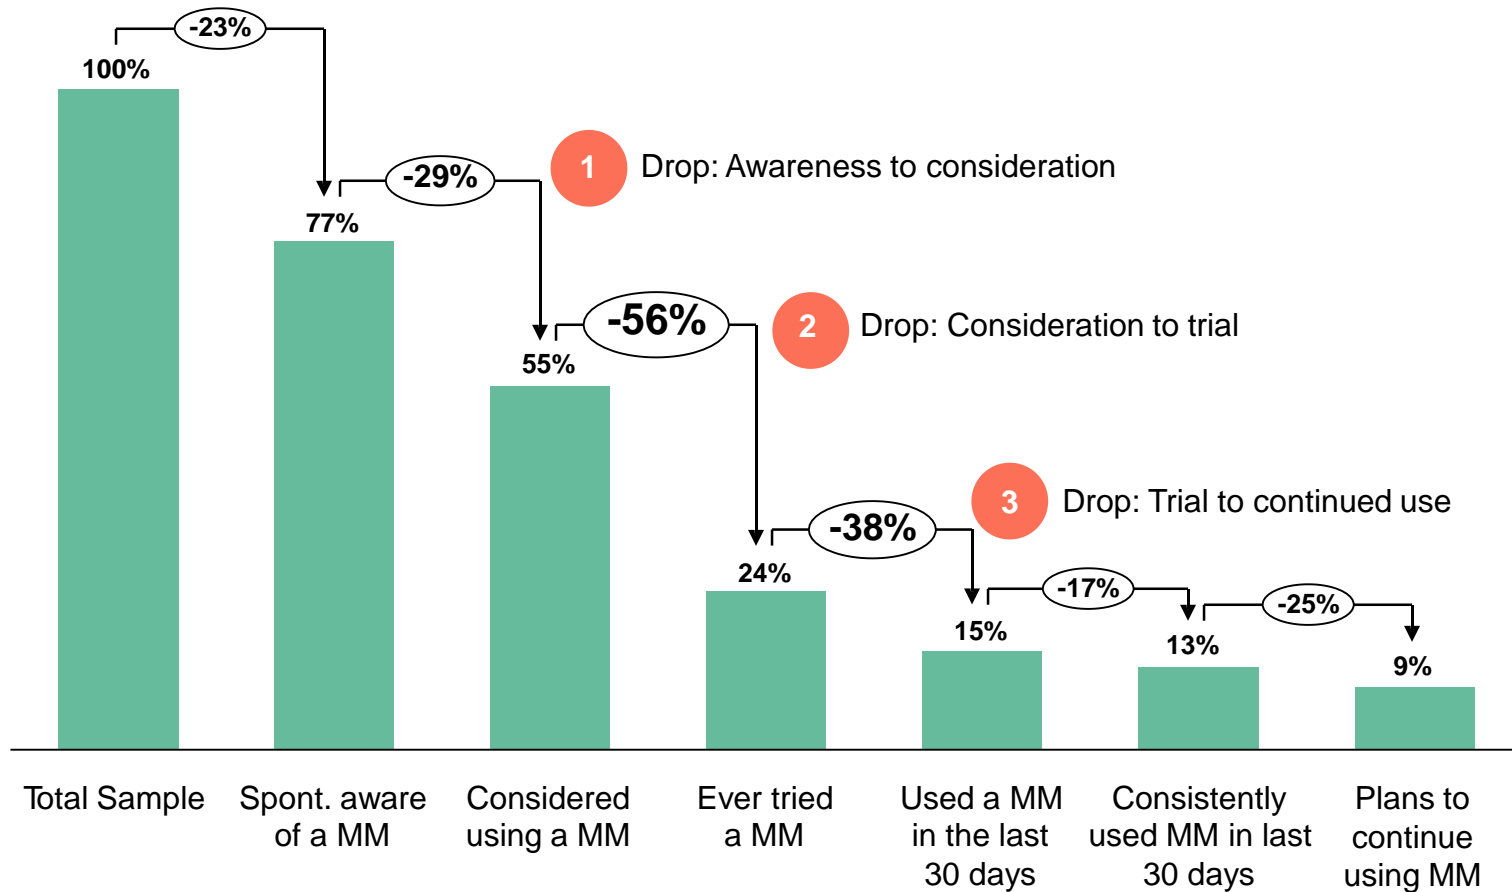 -23%
100%
1
Drop: Awareness to consideration
-29%
77%
-56%
2
Drop: Consideration to trial
55%
3
Drop: Trial to continued use
-38%
24%
-17%
-25%
15%
13%
9%
Total Sample
Spont. aware
of a MM
Considered
using a MM
Ever tried
a MM
Used a MM
in the last
30 days
Consistently
used MM in last
30 days
Plans to
continue
using MM